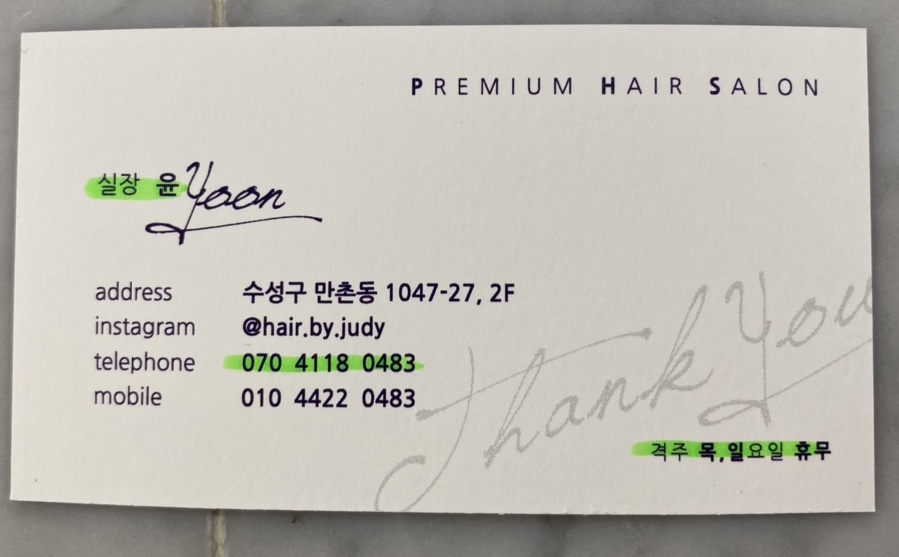 PREMIUM HAIR SALON
실장 윤 Yoon
address 수성구 만촌동 1047-27, 2F
instagram @hair.by.judy
telephone 070 4118 0483
mobile 010 4422 0483
Thank You
격주 목,일요일 휴무